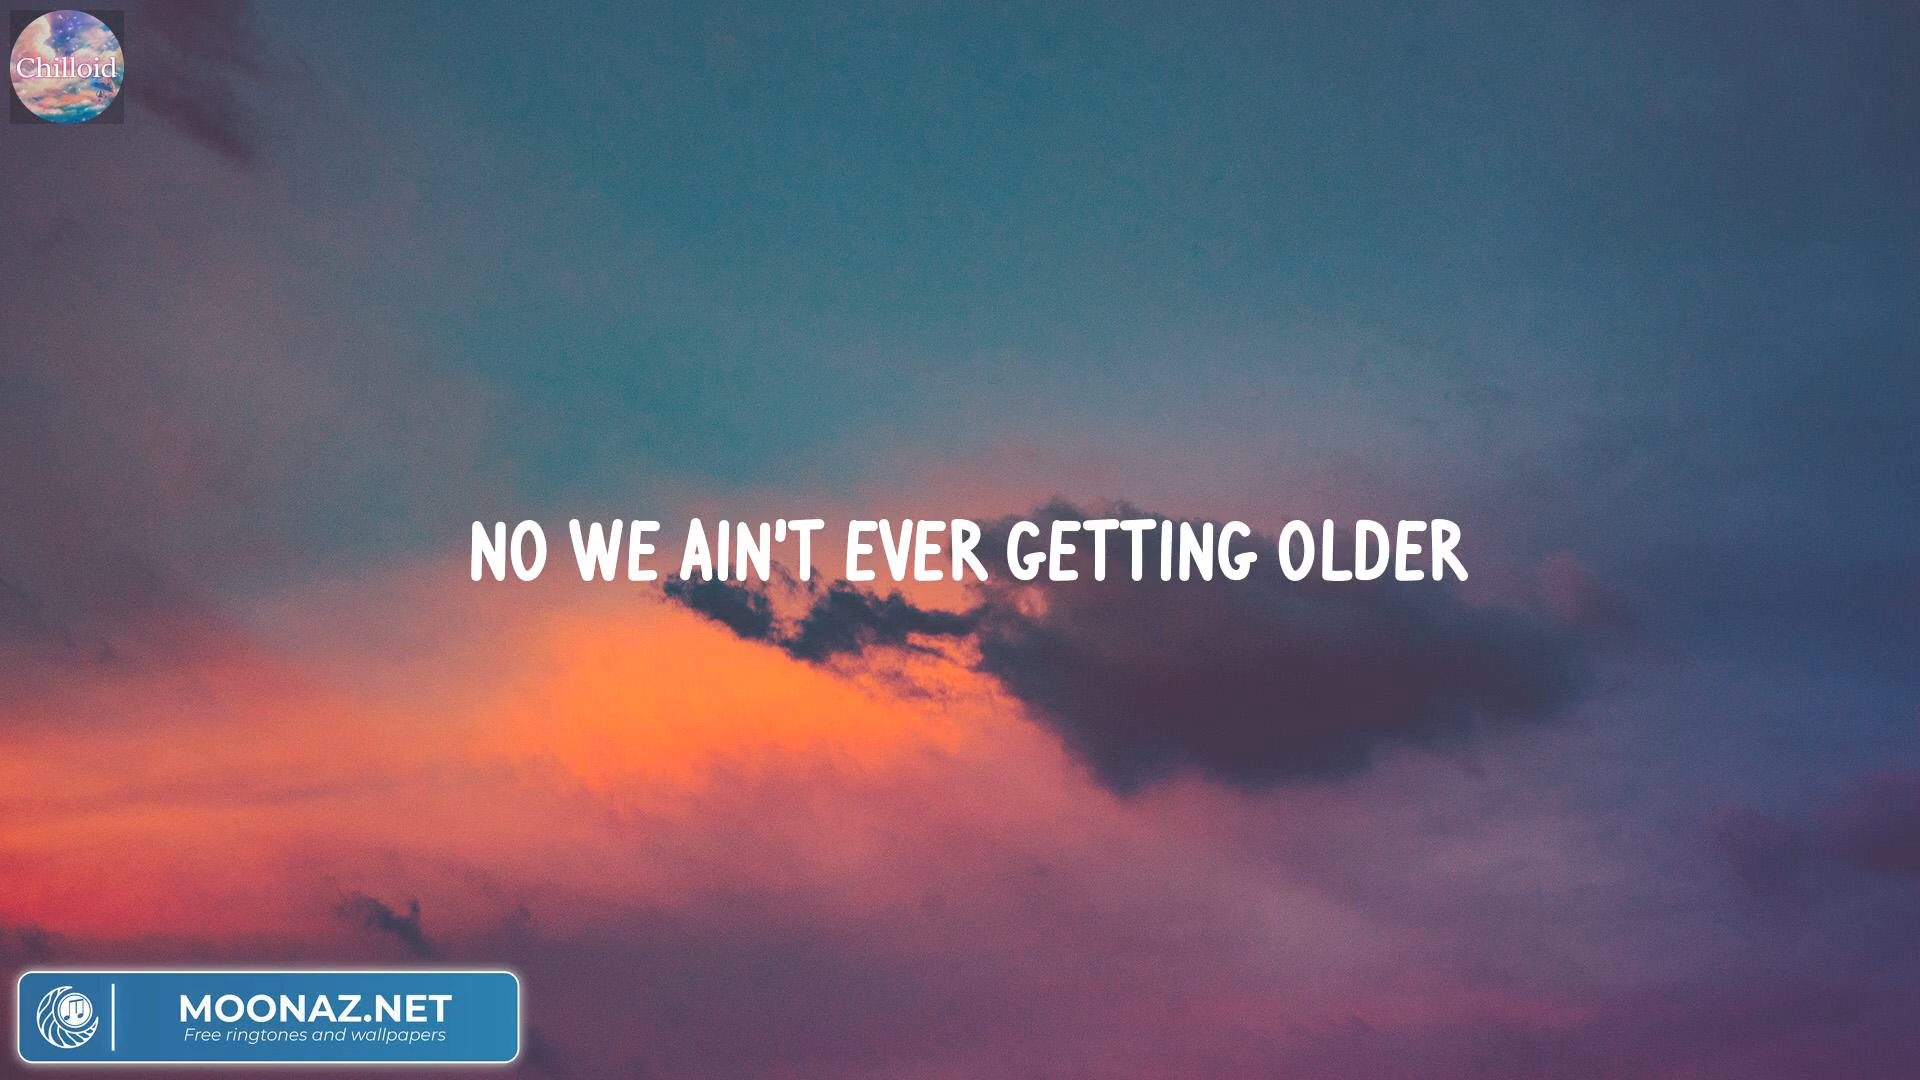 Chilloid
NO WE AIN'T EVER GETTING OLDER
MOONAZ.NET
Free ringtones and wallpapers